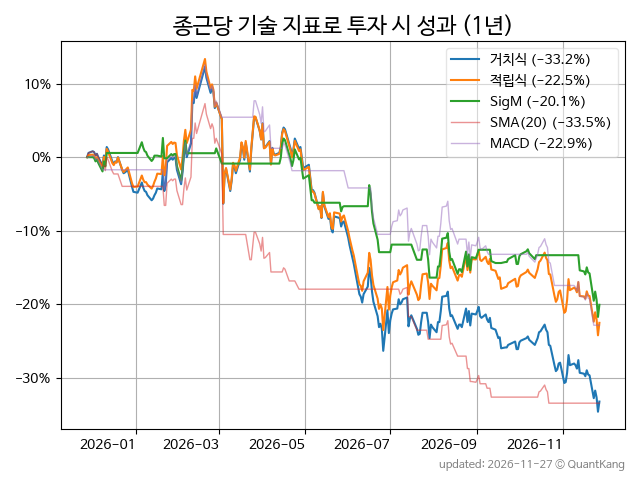 종근당 기술 지표로 투자 시 성과 (1년)
거치식 (−33.2%)
적립식 (−22.5%)
SigM (−20.1%)
SMA(20) (−33.5%)
MACD (−22.9%)
10%
0%
−10%
−20%
−30%
2026-01 2026-03 2026-05 2026-07 2026-09 2026-11
updated: 2026-11-27 © QuantKang